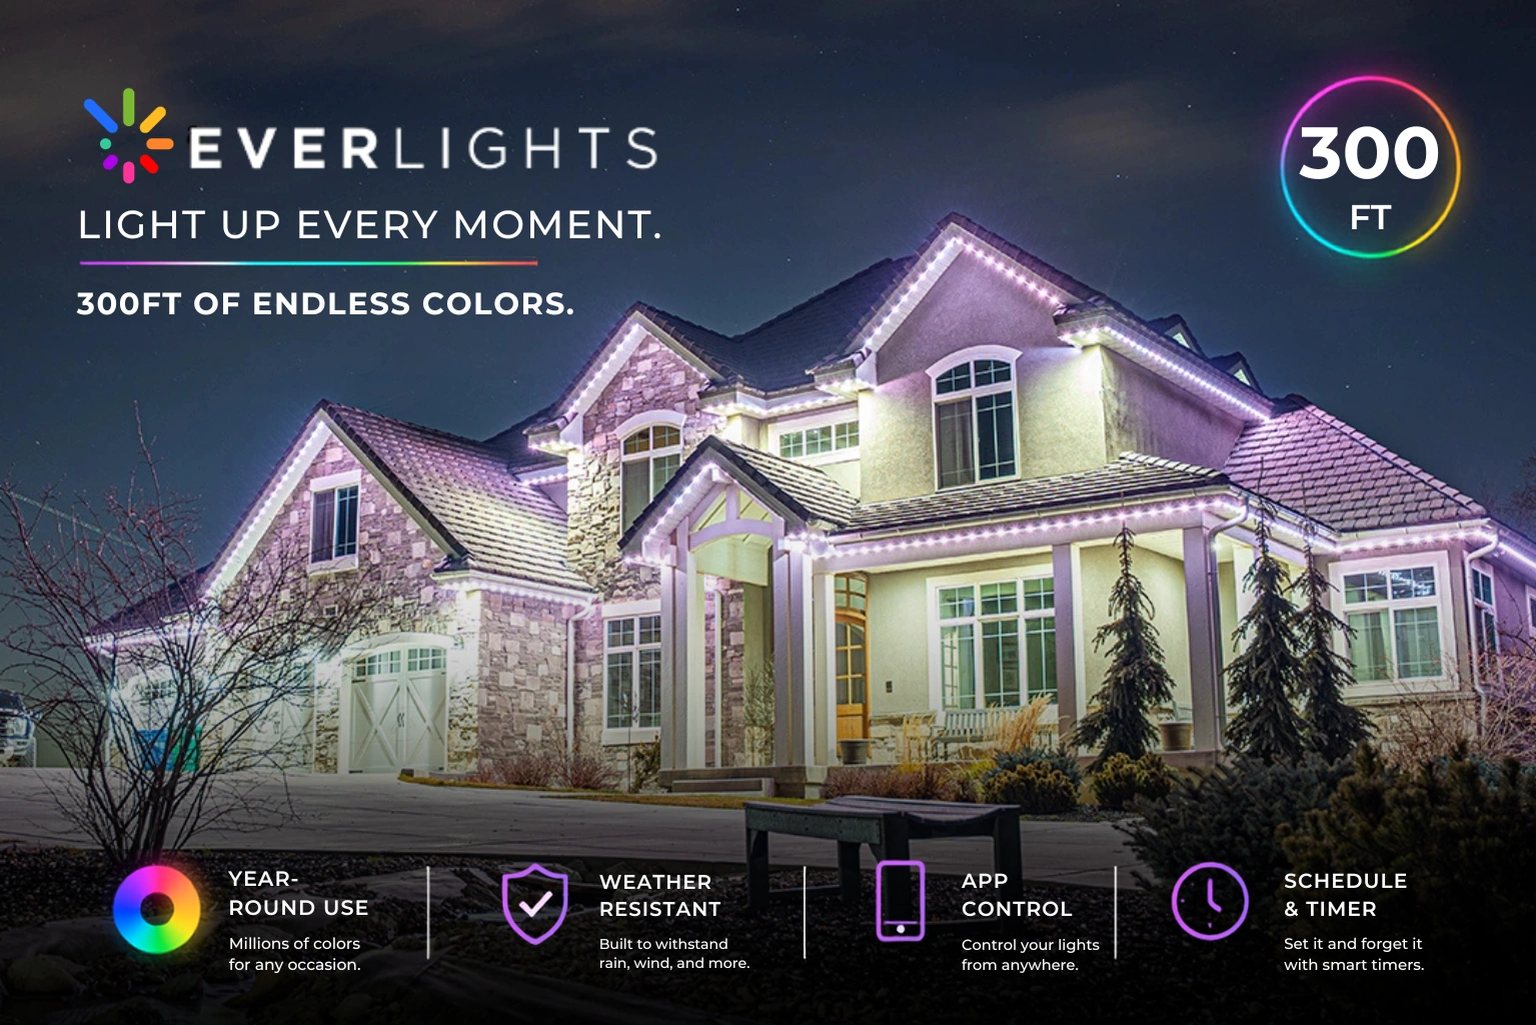 EVERLIGHTS
LIGHT UP EVERY MOMENT.
300FT OF ENDLESS COLORS.
300
FT
YEAR-
ROUND USE
Millions of colors
for any occasion.
WEATHER
RESISTANT
Built to withstand
rain, wind, and more.
APP
CONTROL
Control your lights
from anywhere.
SCHEDULE
& TIMER
Set it and forget it
with smart timers.